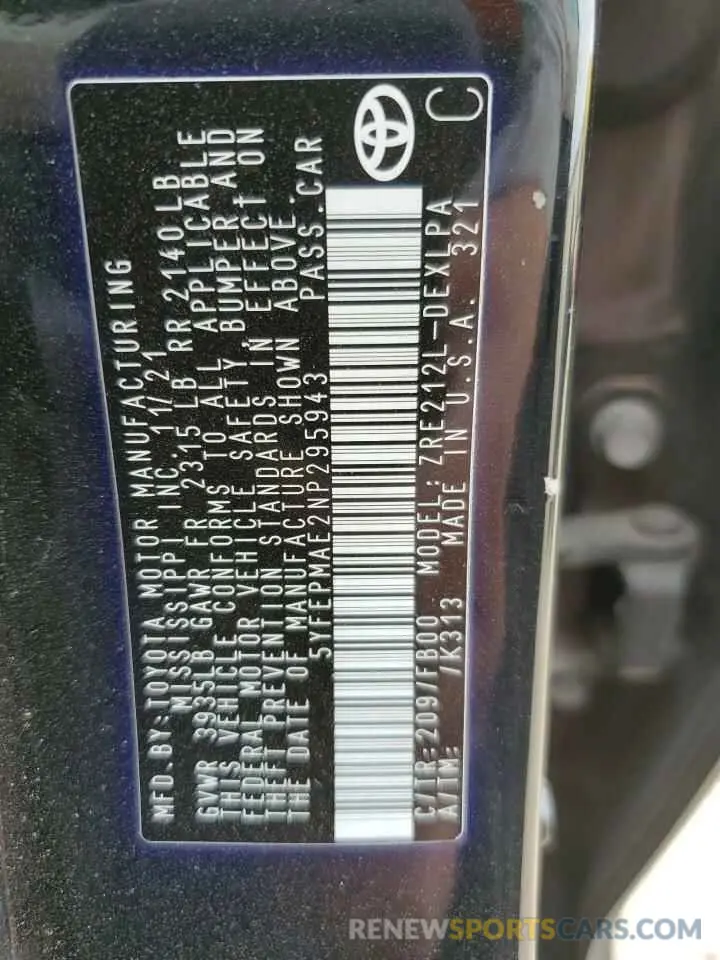 MFD.BY:TOYOTA MOTOR MANUFACTURING
MISSISSIPPI INC. 11/21
GVWR 3935LB GAWR FR 2315 LB RR 2140LB
THIS VEHICLE CONFORMS TO ALL APPLICABLE
FEDERAL MOTOR VEHICLE SAFETY, BUMPER AND
THEFT PREVENTION STANDARDS IN EFFECT ON
THE DATE OF MANUFACTURE SHOWN ABOVE.
5YFEPMAE2NP295943 PASS.CAR
C/TR:209/FB00 MODEL:ZRE212L-DEXLPA
A/TM: /K313 MADE IN U.S.A. 321
C
RENEWSPORTSCARS.COM